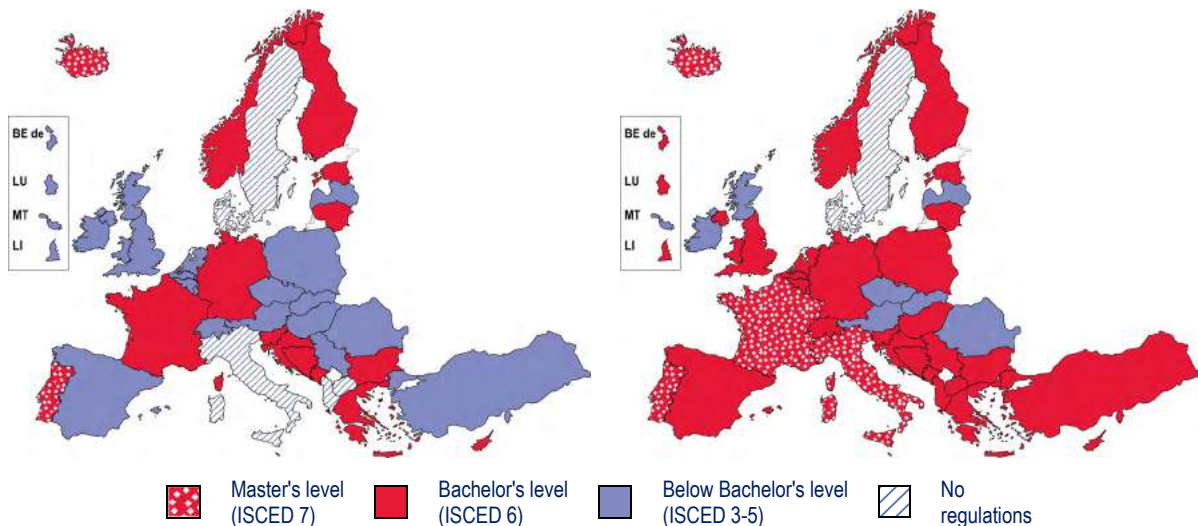 BE de
LU
MT
LI
BE de
LU
MT
LI
Master's level
(ISCED 7)
Bachelor's level
(ISCED 6)
Below Bachelor's level
(ISCED 3-5)
No
regulations